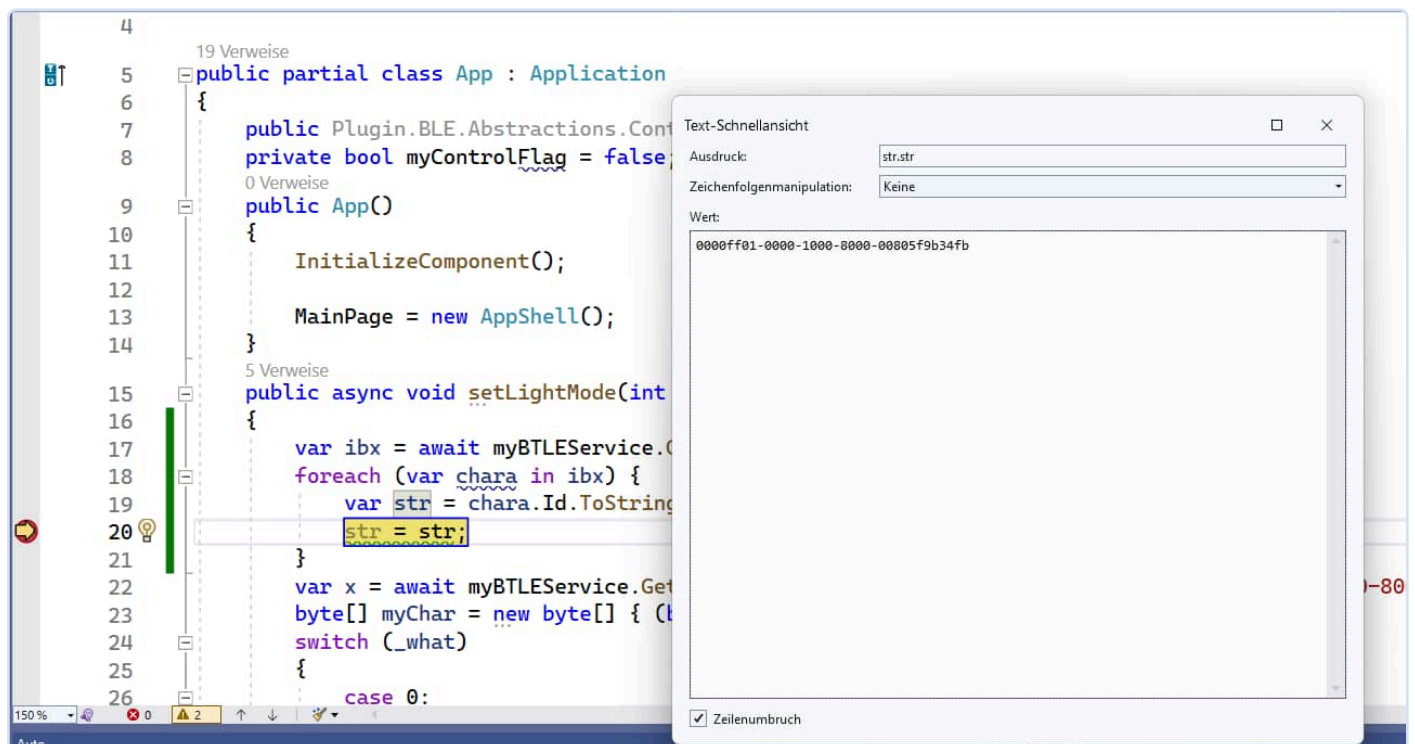 4
19 Verweise
5 public partial class App : Application
6 {
7 public Plugin.BLE.Abstractions.Cont
8 private bool myControlFlag = false;
0 Verweise
9 public App()
10 {
11 InitializeComponent();
12
13 MainPage = new AppShell();
14 }
5 Verweise
15 public async void setLightMode(int
16 {
17 var ibx = await myBTLEService.
18 foreach (var chara in ibx) {
19 var str = chara.Id.ToString
20 str = str;
21 }
22 var x = await myBTLEService.Get
23 byte[] myChar = new byte[] { (b
24 switch (_what)
25 {
26 case 0:
150 % 0 2
Text-Schnellansicht
Ausdruck: str.str
Zeichenfolgenmanipulation: Keine
Wert:
0000ff01-0000-1000-8000-00805f9b34fb
Zeilenumbruch
-80